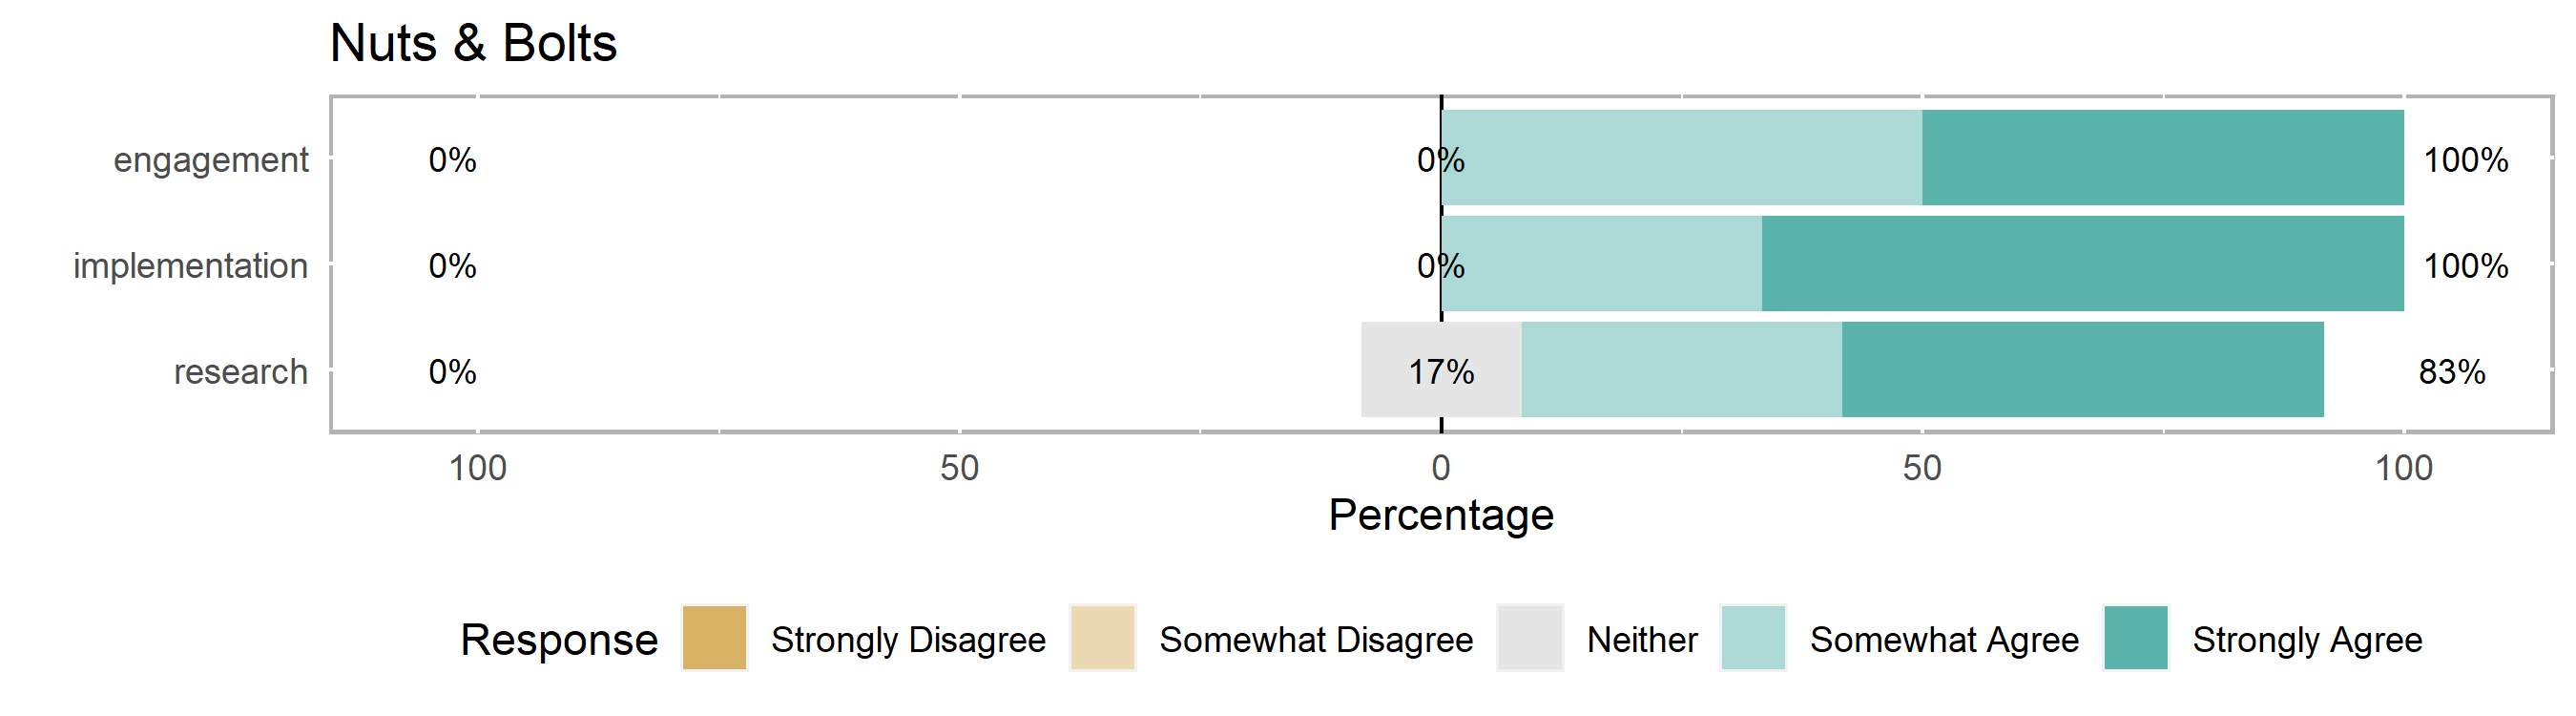 Nuts & Bolts
engagement 0% 0% 100%
implementation 0% 0% 100%
research 0% 17% 83%
100 50 0 50 100
Percentage
Response Strongly Disagree Somewhat Disagree Neither Somewhat Agree Strongly Agree